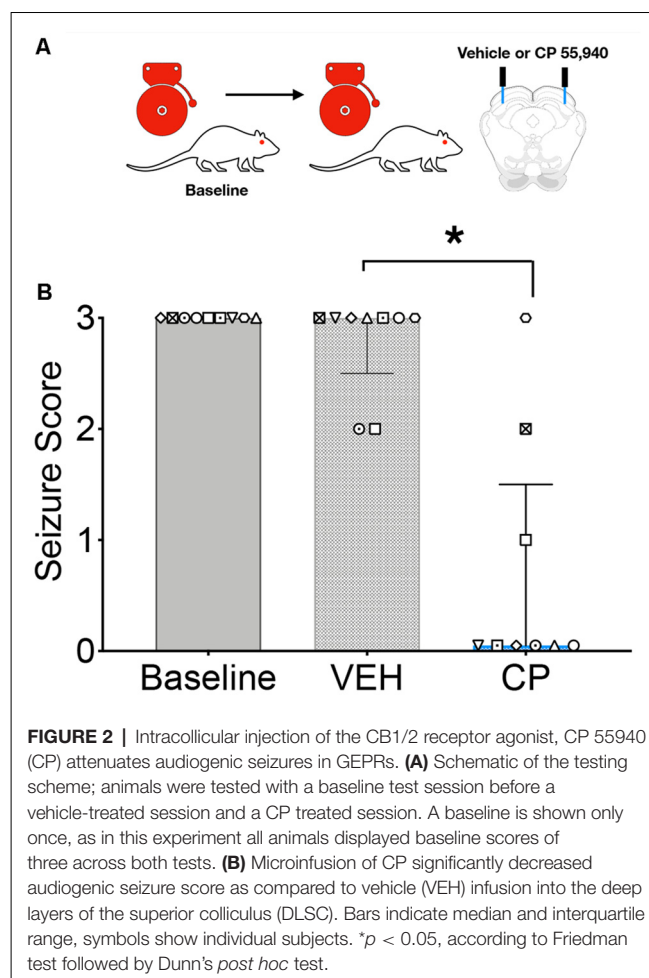 A
Vehicle or CP 55,940
Baseline
*
B
3
2
1
0
Seizure Score
Baseline VEH CP
FIGURE 2 | Intracollicular injection of the CB1/2 receptor agonist, CP 55940
(CP) attenuates audiogenic seizures in GEPRs. (A) Schematic of the testing
scheme; animals were tested with a baseline test session before a
vehicle-treated session and a CP treated session. A baseline is shown only
once, as in this experiment all animals displayed baseline scores of
three across both tests. (B) Microinfusion of CP significantly decreased
audiogenic seizure score as compared to vehicle (VEH) infusion into the deep
layers of the superior colliculus (DLSC). Bars indicate median and interquartile
range, symbols show individual subjects. *p < 0.05, according to Friedman
test followed by Dunn's post hoc test.